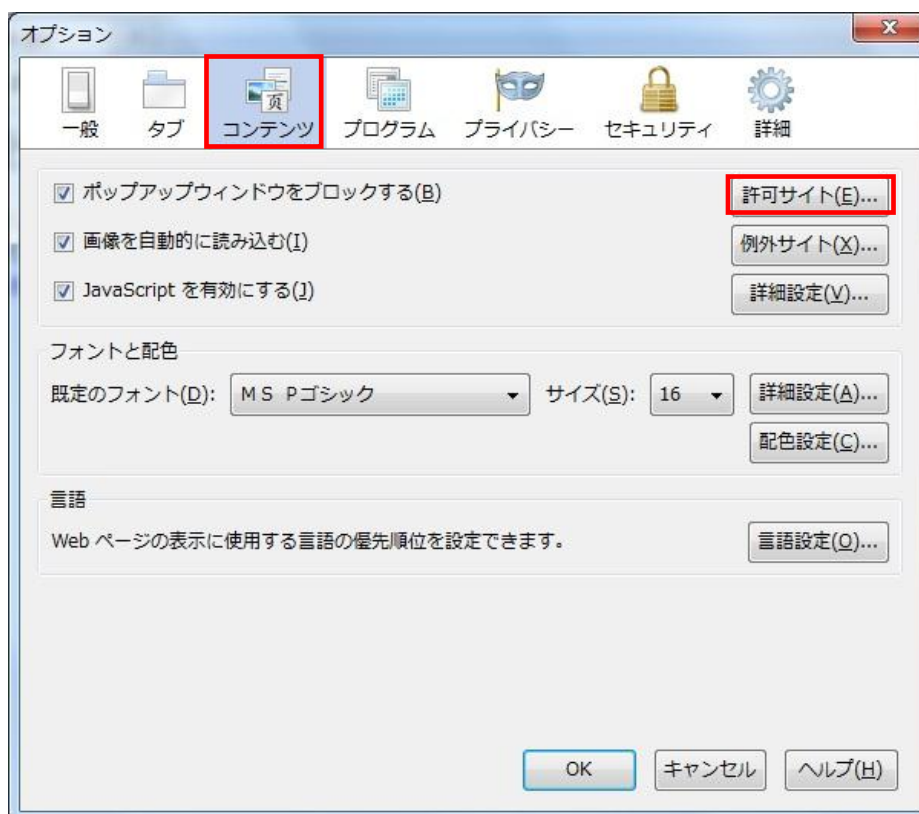 オプション
一般 タブ コンテンツ プログラム プライバシー セキュリティ 詳細
ポップアップウィンドウをブロックする(B) 許可サイト(E)...
画像を自動的に読み込む(I) 例外サイト(X)...
JavaScript を有効にする(J) 詳細設定(V)...
フォントと配色
既定のフォント(D): ＭＳ Ｐゴシック サイズ(S): 16 詳細設定(A)...
配色設定(C)...
言語
Web ページの表示に使用する言語の優先順位を設定できます。 言語設定(O)...
OK キャンセル ヘルプ(H)